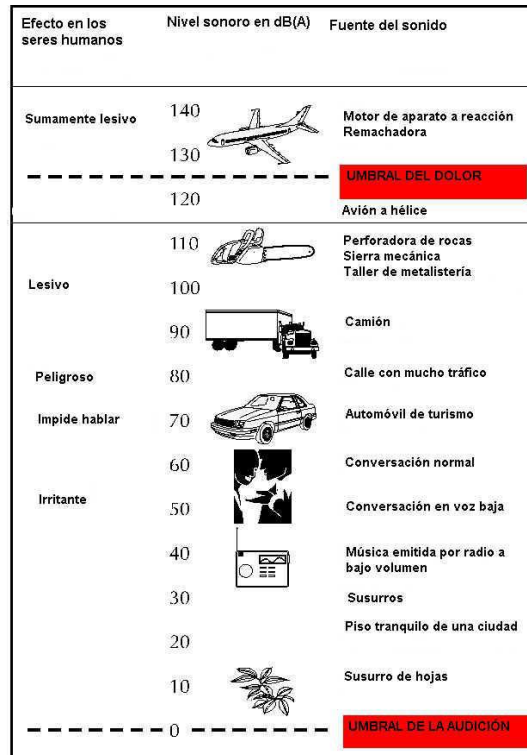 Efecto en los
seres humanos
Nivel sonoro en dB(A)
Fuente del sonido
Sumamente lesivo
140
Motor de aparato a reacción
Remachadora
130
UMBRAL DEL DOLOR
120
Avión a hélice
110
Perforadora de rocas
Sierra mecánica
Taller de metalistería
Lesivo
100
90
Camión
Peligroso
80
Calle con mucho tráfico
Impide hablar
70
Automóvil de turismo
60
Conversación normal
Irritante
50
Conversación en voz baja
40
Música emitida por radio a
bajo volumen
30
Susurros
20
Piso tranquilo de una ciudad
10
Susurro de hojas
0
UMBRAL DE LA AUDICIÓN